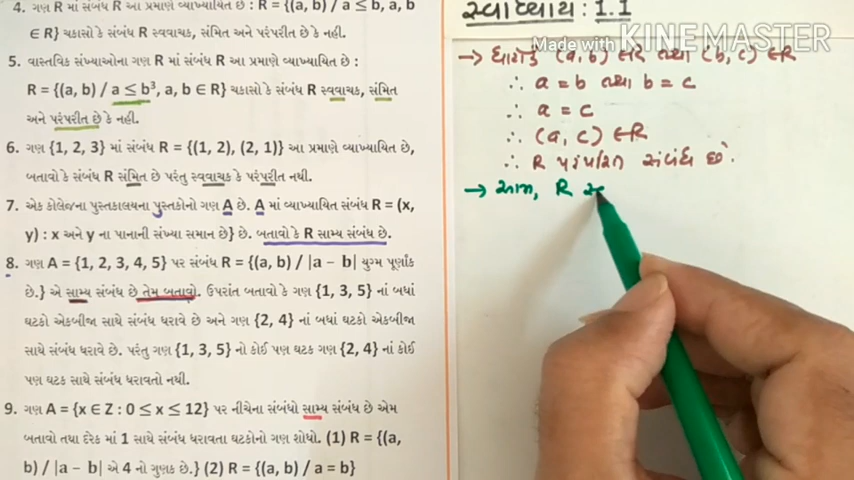 4. ગણ R માં સંબંધ R આ પ્રમાણે વ્યાખ્યાયિત છે : R = {(a, b) / a ≤ b, a, b
∈ R} ચકાસો કે સંબંધ R સ્વવાચક, સંમિત અને પરંપરીત છે કે નહી.
5. વાસ્તવિક સંખ્યાઓના ગણ R માં સંબંધ R આ પ્રમાણે વ્યાખ્યાયિત છે :
R = {(a, b) / a ≤ b³, a, b ∈ R} ચકાસો કે સંબંધ R સ્વવાચક, સંમિત
અને પરંપરીત છે કે નહી.
6. ગણ {1, 2, 3} માં સંબંધ R = {(1, 2), (2, 1)} આ પ્રમાણે વ્યાખ્યાયિત છે,
બતાવો કે સંબંધ R સંમિત છે પરંતુ સ્વવાચક કે પરંપરીત નથી.
7. એક કોલેજના પુસ્તકાલયના પુસ્તકોનો ગણ A છે. A માં વ્યાખ્યાયિત સંબંધ R = (x,
y) : x અને y ના પાનાની સંખ્યા સમાન છે} છે. બતાવો કે R સામ્ય સંબંધ છે.
8. ગણ A = {1, 2, 3, 4, 5} પર સંબંધ R = {(a, b) / |a – b| યુગ્મ પૂર્ણાંક
છે.} એ સામ્ય સંબંધ છે તેમ બતાવો. ઉપરાંત બતાવો કે ગણ {1, 3, 5} નાં બધાં
ઘટકો એકબીજા સાથે સંબંધ ધરાવે છે અને ગણ {2, 4} નાં બધાં ઘટકો એકબીજા
સાથે સંબંધ ધરાવે છે. પરંતુ ગણ {1, 3, 5} નો કોઈ પણ ઘટક ગણ {2, 4} નાં કોઈ
પણ ઘટક સાથે સંબંધ ધરાવતો નથી.
9. ગણ A = {x ∈ Z : 0 ≤ x ≤ 12} પર નીચેના સંબંધો સામ્ય સંબંધ છે એમ
બતાવો તથા દરેક માં 1 સાથે સંબંધ ધરાવતા ઘટકોનો ગણ શોધો. (1) R = {(a,
b) / |a – b| એ 4 નો ગુણક છે.} (2) R = {(a, b) / a = b}
સ્વાધ્યાય : 1.1
Made with KINEMASTER
→ ધારોકે (a, b) ∈ R તથા (b, c) ∈ R
∴ a = b તથા b = c
∴ a = c
∴ (a, c) ∈ R
∴ R પરંપરીત સંબંધ છે.
→ આમ, R